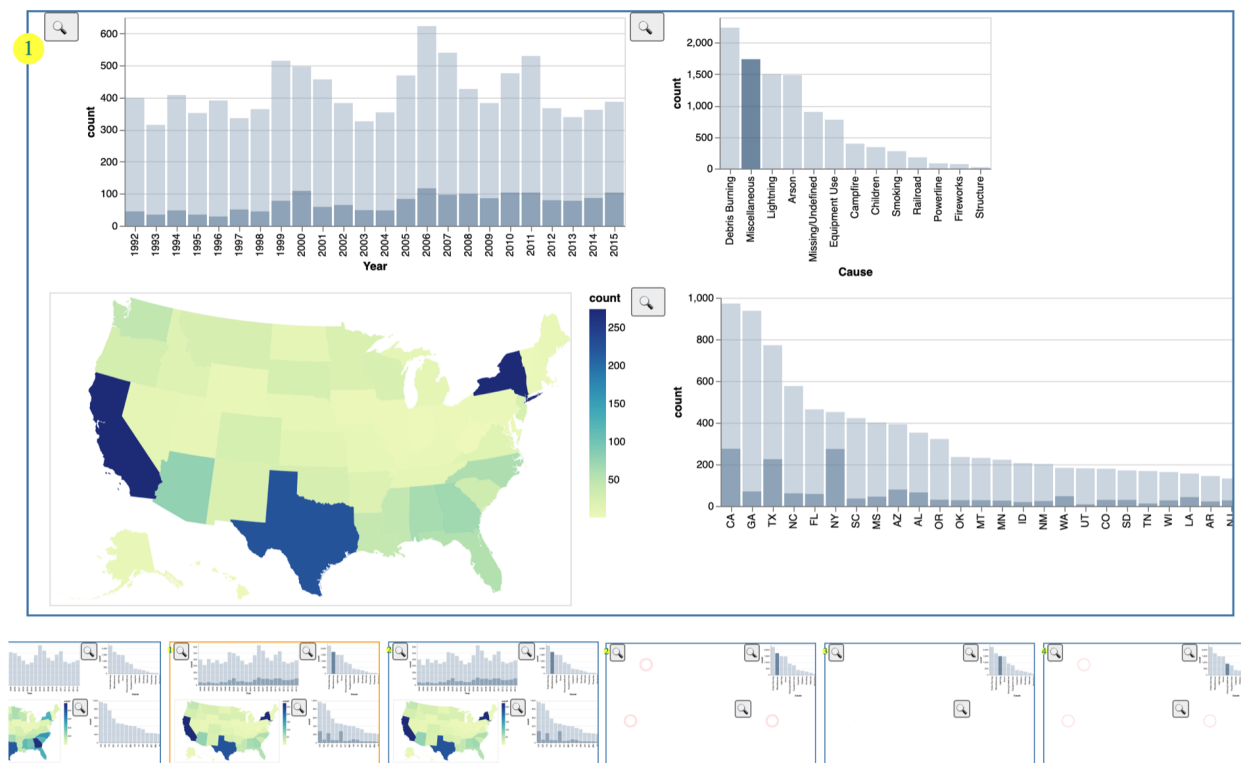 1
600
500
400
300
200
100
0
count
1992 1993 1994 1995 1996 1997 1998 1999 2000 2001 2002 2003 2004 2005 2006 2007 2008 2009 2010 2011 2012 2013 2014 2015
Year
2,000
1,500
1,000
500
0
count
Debris Burning
Miscellaneous
Lightning
Arson
Missing/Undefined
Equipment Use
Campfire
Children
Smoking
Railroad
Powerline
Fireworks
Structure
Cause
count
250
200
150
100
50
1,000
800
600
400
200
0
count
CA GA TX NC FL NY SC MS AZ AL OR OK MT MN ID NM WA UT CO SD TN WI LA AR NJ